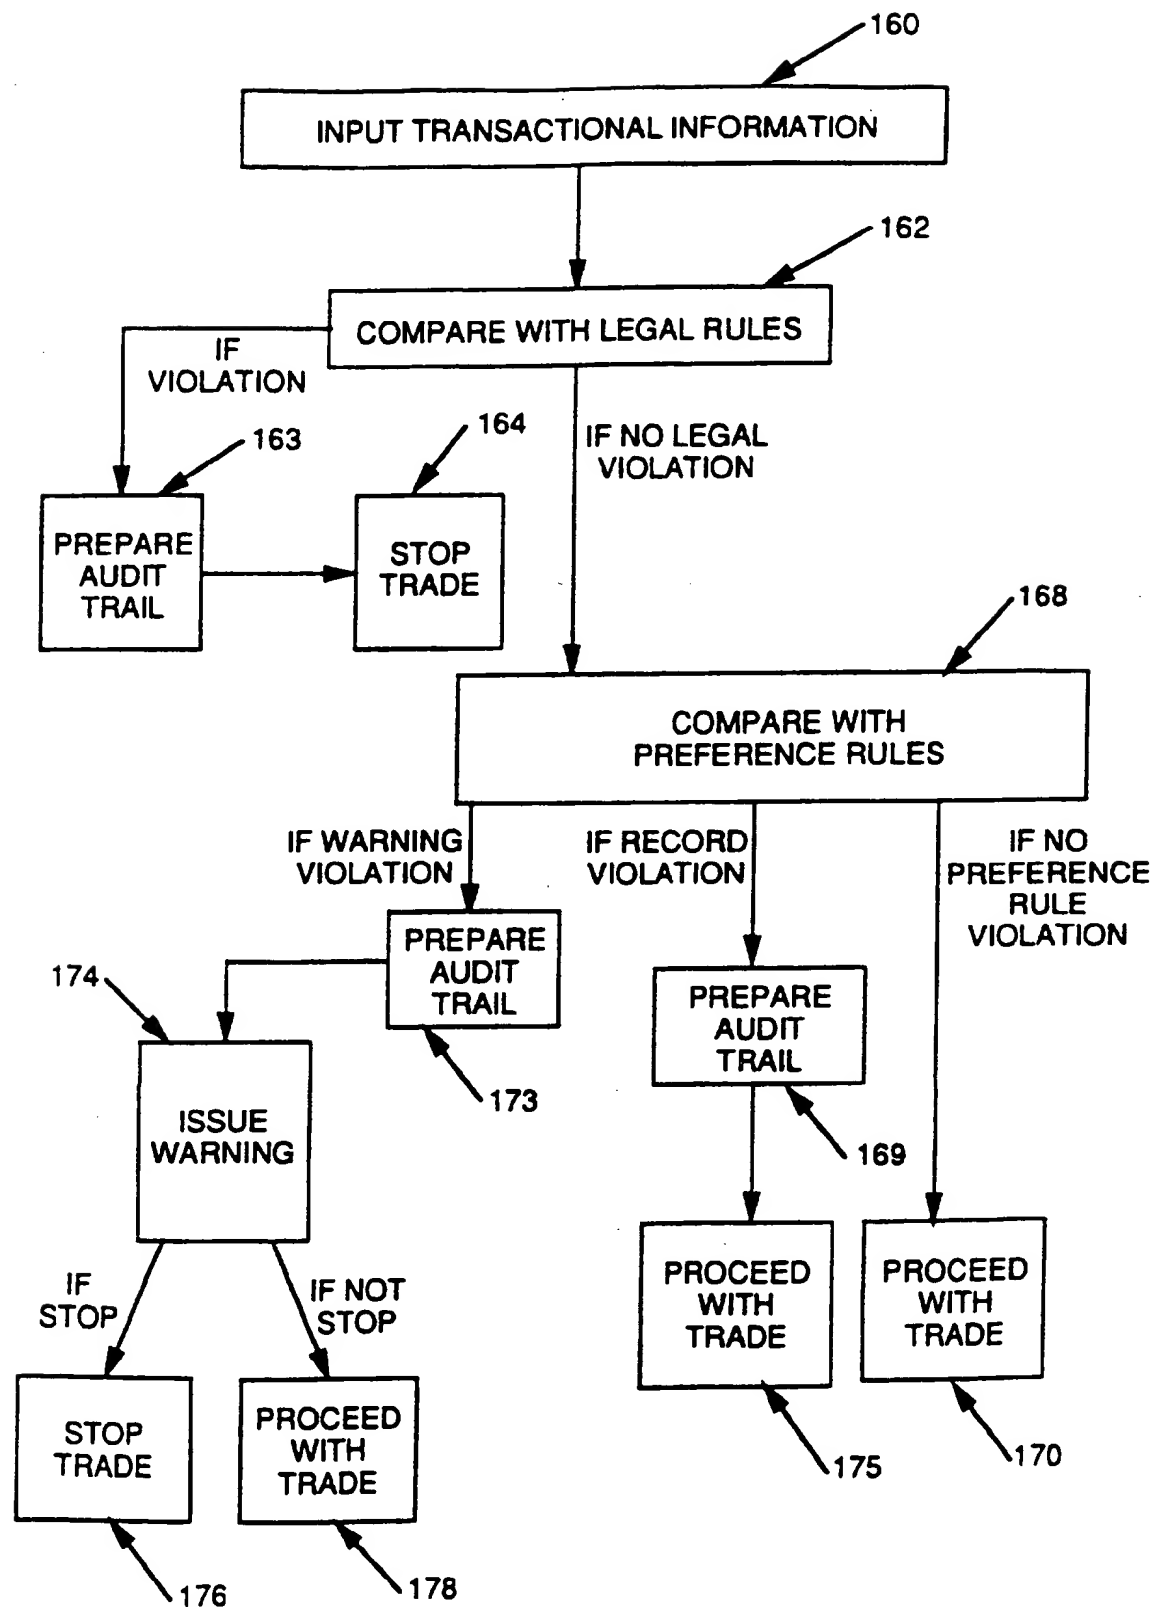 160
INPUT TRANSACTIONAL INFORMATION
162
COMPARE WITH LEGAL RULES
IF
VIOLATION
163
164
IF NO LEGAL
VIOLATION
PREPARE
AUDIT
TRAIL
STOP
TRADE
168
COMPARE WITH
PREFERENCE RULES
IF WARNING
VIOLATION
IF RECORD
VIOLATION
IF NO
PREFERENCE
RULE
VIOLATION
PREPARE
AUDIT
TRAIL
173
174
ISSUE
WARNING
PREPARE
AUDIT
TRAIL
169
IF
STOP
IF NOT
STOP
STOP
TRADE
176
PROCEED
WITH
TRADE
178
PROCEED
WITH
TRADE
175
PROCEED
WITH
TRADE
170